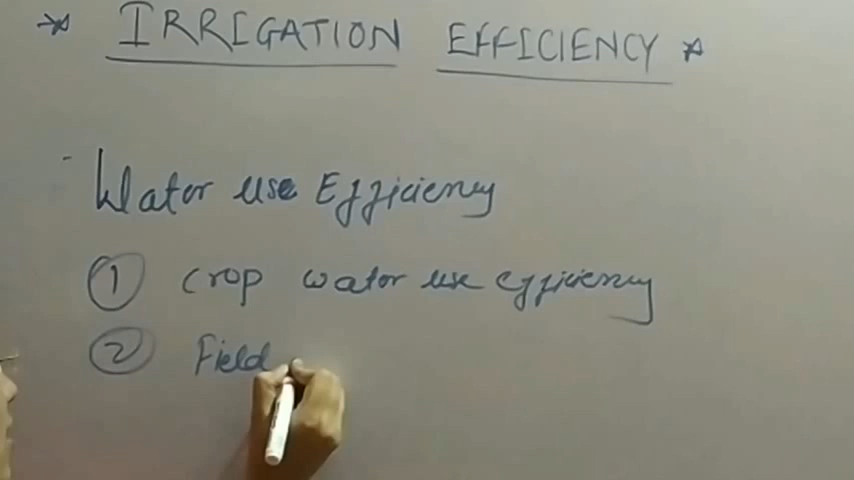 * IRRIGATION EFFICIENCY *
Water use Efficiency
① crop water use efficiency
② Field